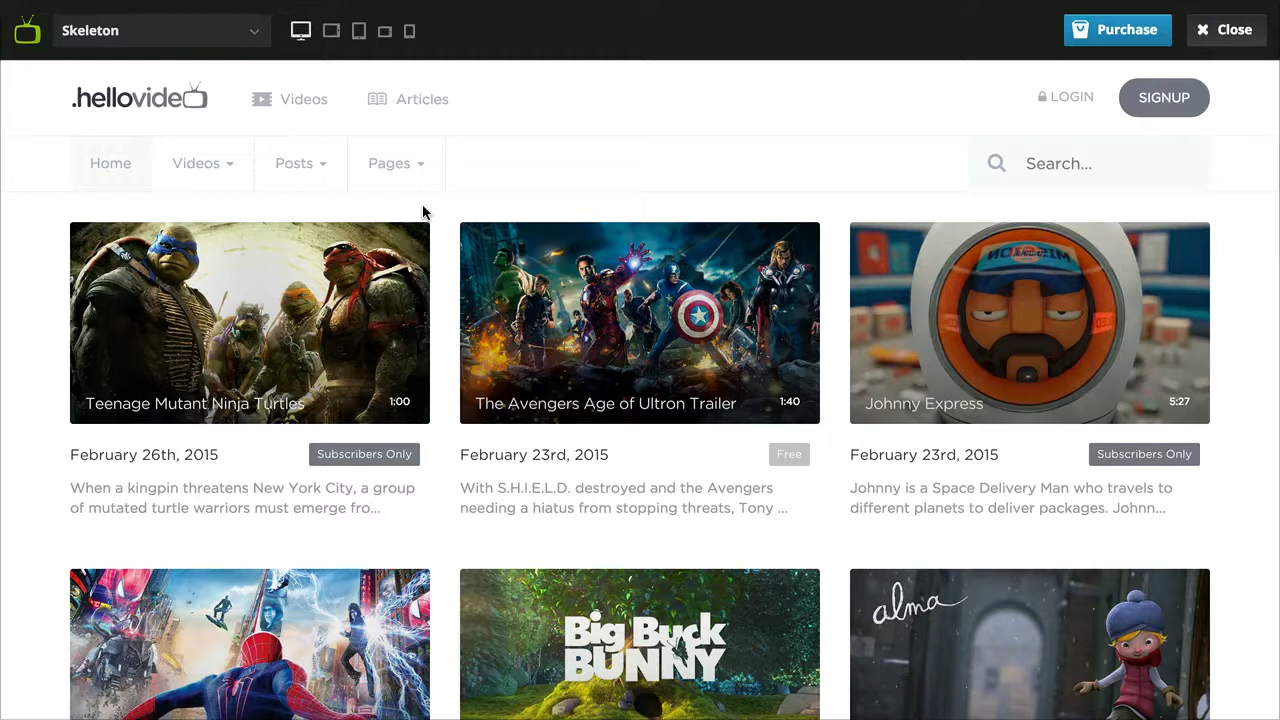 Skeleton
Purchase
Close
.hellovideo
Videos
Articles
LOGIN
SIGNUP
Home
Videos
Posts
Pages
Search...
Teenage Mutant Ninja Turtles
1:00
The Avengers Age of Ultron Trailer
1:40
Johnny Express
5:27
February 26th, 2015
Subscribers Only
February 23rd, 2015
Free
February 23rd, 2015
Subscribers Only
When a kingpin threatens New York City, a group
of mutated turtle warriors must emerge fro...
With S.H.I.E.L.D. destroyed and the Avengers
needing a hiatus from stopping threats, Tony ...
Johnny is a Space Delivery Man who travels to
different planets to deliver packages. Johnn...
Big Buck
BUNNY
alma